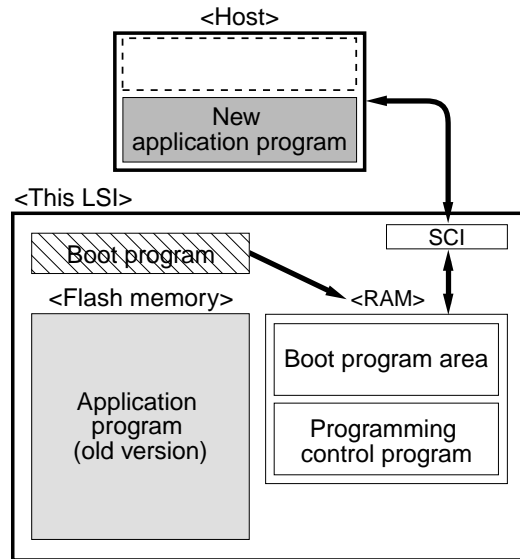 <Host>
New
application program
<This LSI>
SCI
Boot program
<Flash memory>
<RAM>
Boot program area
Application
program
(old version)
Programming
control program